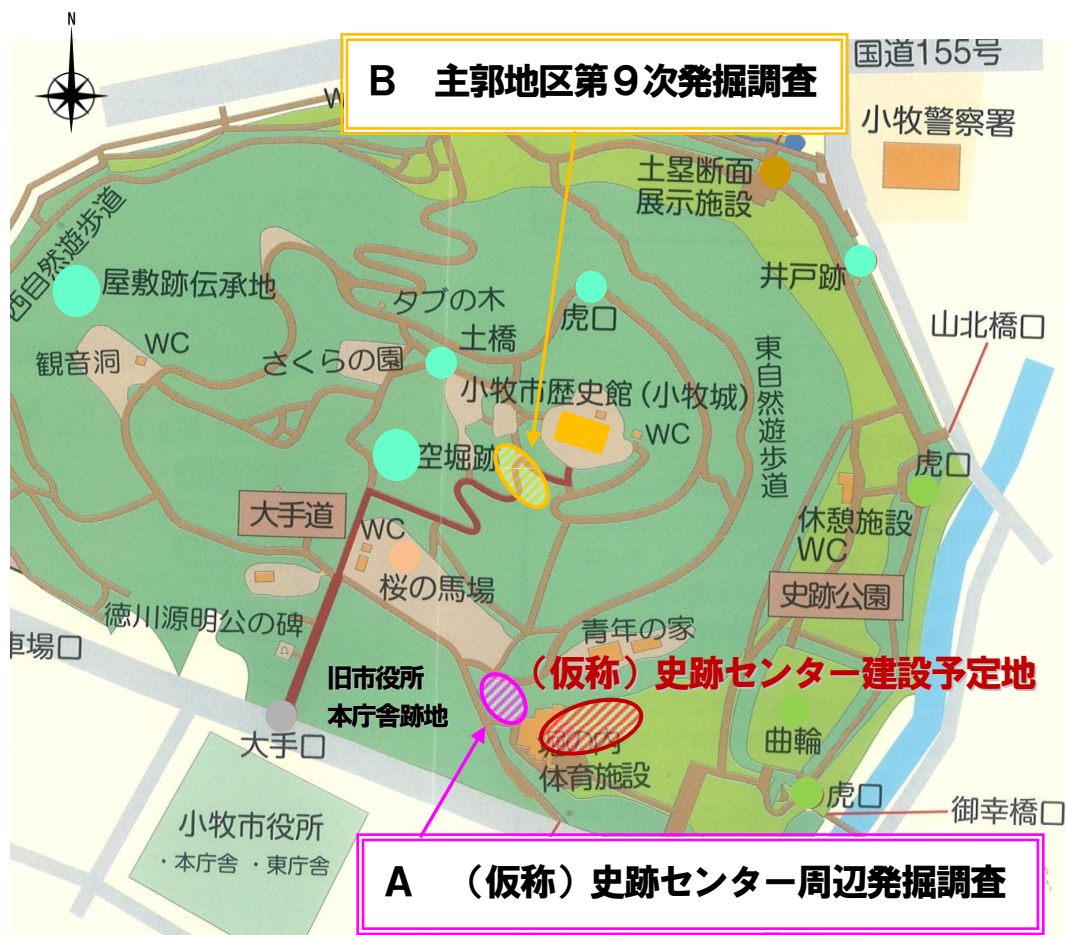 N
B　主郭地区第９次発掘調査
国道155号
小牧警察署
土塁断面
展示施設
西自然遊歩道
屋敷跡伝承地
井戸跡
タブの木
虎口
山北橋口
土橋
観音洞
WC
さくらの園
東自然遊歩道
小牧市歴史館（小牧城）
WC
空堀跡
虎口
大手道
休憩施設
WC
WC
桜の馬場
史跡公園
徳川源明公の碑
車場口
青年の家
（仮称）史跡センター建設予定地
旧市役所
本庁舎跡地
大手口
曲輪
堀の内
体育施設
虎口
御幸橋口
小牧市役所
・本庁舎 ・東庁舎
A　（仮称）史跡センター周辺発掘調査